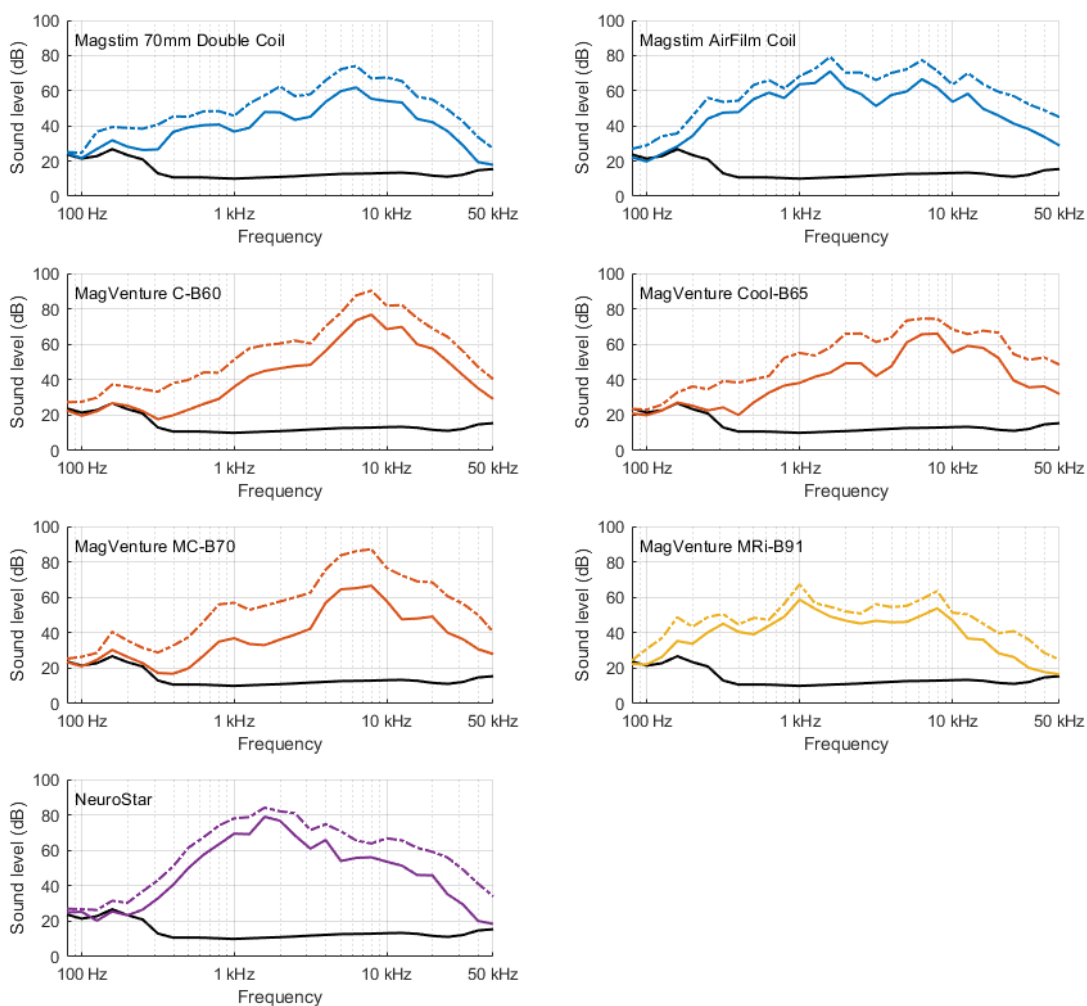 Magstim 70mm Double Coil
Sound level (dB)
100
80
60
40
20
0
100 Hz 1 kHz 10 kHz 50 kHz
Frequency
Magstim AirFilm Coil
Sound level (dB)
100
80
60
40
20
0
100 Hz 1 kHz 10 kHz 50 kHz
Frequency
MagVenture C-B60
Sound level (dB)
100
80
60
40
20
0
100 Hz 1 kHz 10 kHz 50 kHz
Frequency
MagVenture Cool-B65
Sound level (dB)
100
80
60
40
20
0
100 Hz 1 kHz 10 kHz 50 kHz
Frequency
MagVenture MC-B70
Sound level (dB)
100
80
60
40
20
0
100 Hz 1 kHz 10 kHz 50 kHz
Frequency
MagVenture MRi-B91
Sound level (dB)
100
80
60
40
20
0
100 Hz 1 kHz 10 kHz 50 kHz
Frequency
NeuroStar
Sound level (dB)
100
80
60
40
20
0
100 Hz 1 kHz 10 kHz 50 kHz
Frequency